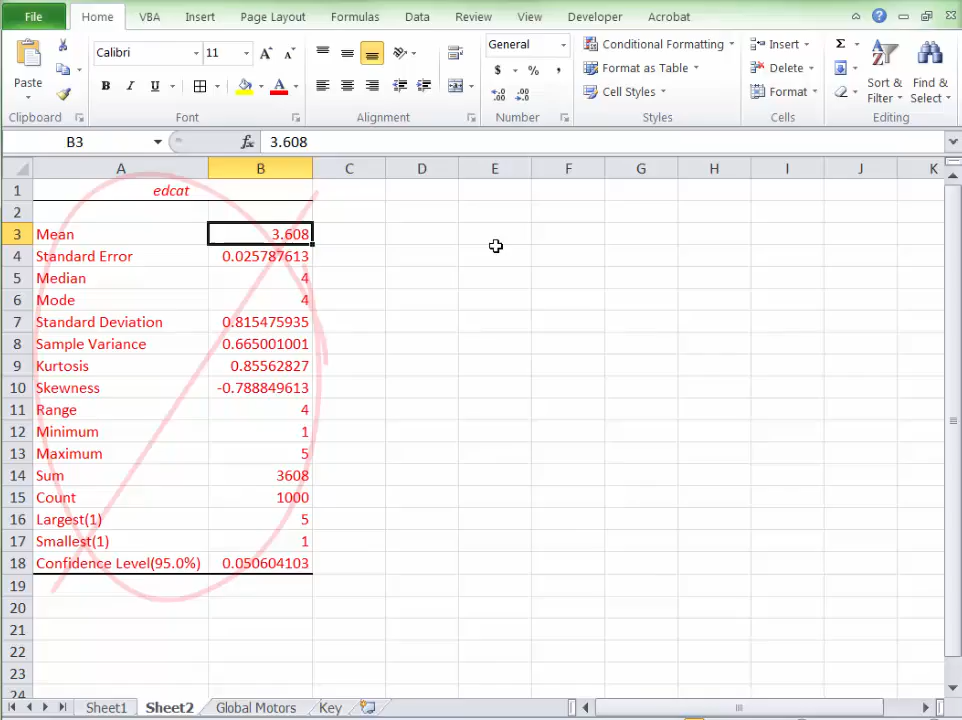 File Home VBA Insert Page Layout Formulas Data Review View Developer Acrobat
Calibri 11 General Conditional Formatting Insert
Paste Format as Table Delete Sort & Find &
Cell Styles Format Filter Select
Clipboard Font Alignment Number Styles Cells Editing
B3 fx 3.608
A B C D E F G H I J K
1 edcat
2
3 Mean 3.608
4 Standard Error 0.025787613
5 Median 4
6 Mode 4
7 Standard Deviation 0.815475935
8 Sample Variance 0.665001001
9 Kurtosis 0.85562827
10 Skewness -0.788849613
11 Range 4
12 Minimum 1
13 Maximum 5
14 Sum 3608
15 Count 1000
16 Largest(1) 5
17 Smallest(1) 1
18 Confidence Level(95.0%) 0.050604103
19
20
21
22
23
24
Sheet1 Sheet2 Global Motors Key